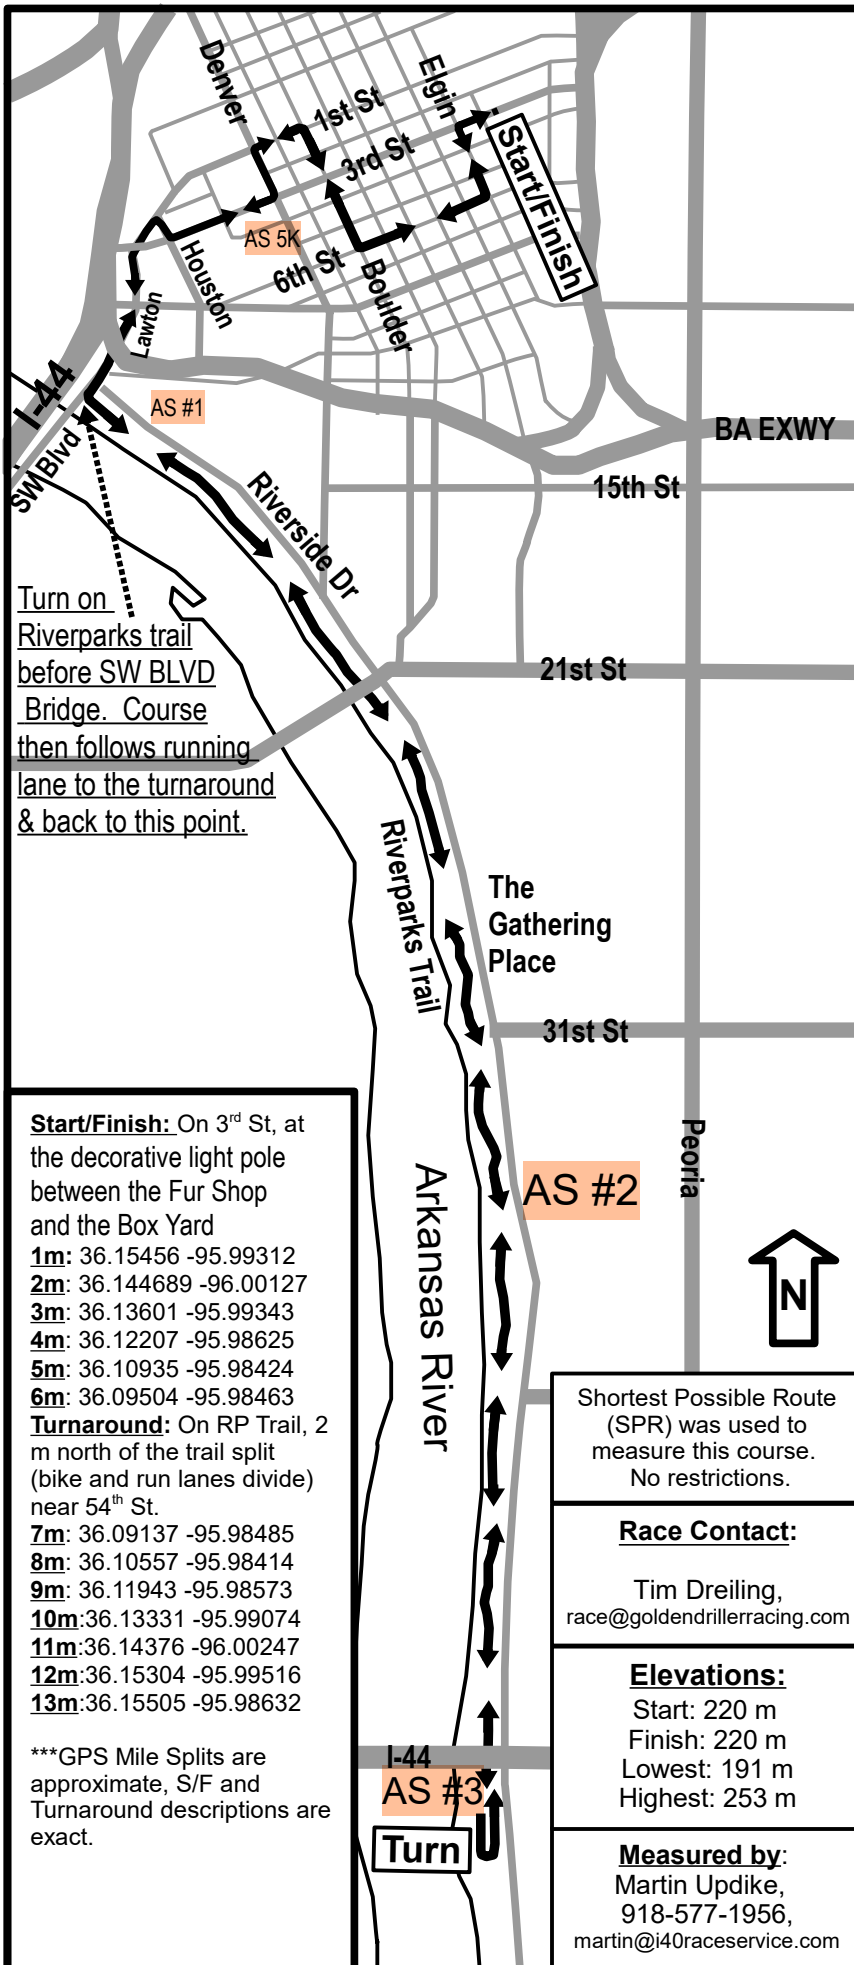 Denver
Elgin
1st St
3rd St
Start/Finish
AS 5K
6th St
Houston
Boulder
Lawton
I-44
AS #1
SW Blvd
BA EXWY
15th St
Riverside Dr
Turn on
Riverparks trail
before SW BLVD
Bridge. Course
then follows running
lane to the turnaround
& back to this point.
21st St
Riverparks Trail
The
Gathering
Place
31st St
Peoria
Arkansas River
AS #2
N
Start/Finish: On 3rd St, at
the decorative light pole
between the Fur Shop
and the Box Yard
1m: 36.15456 -95.99312
2m: 36.144689 -96.00127
3m: 36.13601 -95.99343
4m: 36.12207 -95.98625
5m: 36.10935 -95.98424
6m: 36.09504 -95.98463
Turnaround: On RP Trail, 2
m north of the trail split
(bike and run lanes divide)
near 54th St.
7m: 36.09137 -95.98485
8m: 36.10557 -95.98414
9m: 36.11943 -95.98573
10m:36.13331 -95.99074
11m:36.14376 -96.00247
12m:36.15304 -95.99516
13m:36.15505 -95.98632
***GPS Mile Splits are
approximate, S/F and
Turnaround descriptions are
exact.
I-44
AS #3
Turn
Shortest Possible Route
(SPR) was used to
measure this course.
No restrictions.
Race Contact:
Tim Dreiling,
race@goldendrillerracing.com
Elevations:
Start: 220 m
Finish: 220 m
Lowest: 191 m
Highest: 253 m
Measured by:
Martin Updike,
918-577-1956,
martin@i40raceservice.com